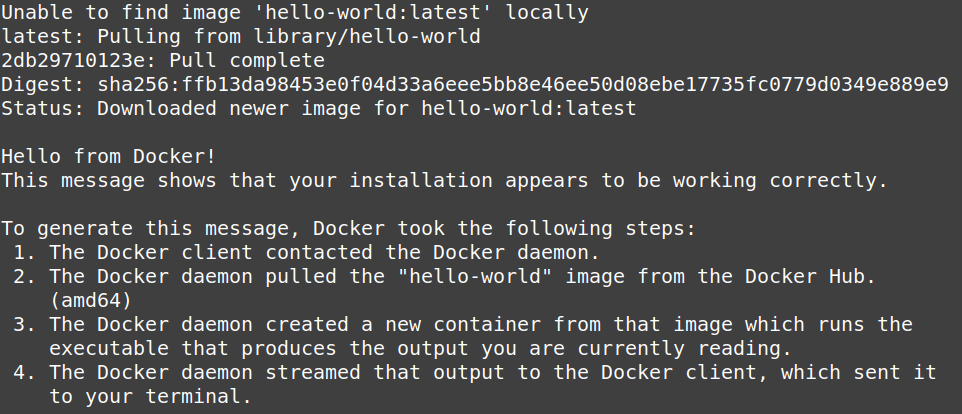 Unable to find image 'hello-world:latest' locally
latest: Pulling from library/hello-world
2db29710123e: Pull complete
Digest: sha256:ffb13da98453e0f04d33a6eee5bb8e46ee50d08ebe17735fc0779d0349e889e9
Status: Downloaded newer image for hello-world:latest

Hello from Docker!
This message shows that your installation appears to be working correctly.

To generate this message, Docker took the following steps:
 1. The Docker client contacted the Docker daemon.
 2. The Docker daemon pulled the "hello-world" image from the Docker Hub.
    (amd64)
 3. The Docker daemon created a new container from that image which runs the
    executable that produces the output you are currently reading.
 4. The Docker daemon streamed that output to the Docker client, which sent it
    to your terminal.